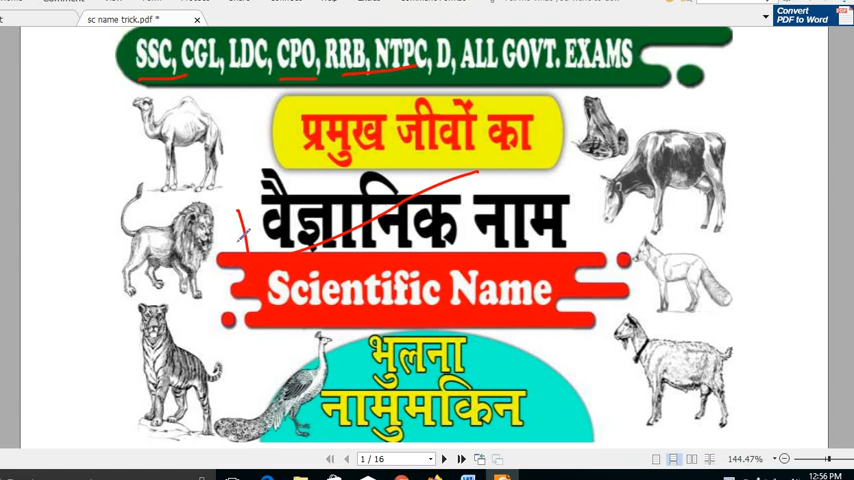 Convert
PDF to Word
sc name trick.pdf *
SSC, CGL, LDC, CPO, RRB, NTPC, D, ALL GOVT. EXAMS
प्रमुख जीवों का
वैज्ञानिक नाम
Scientific Name
भुलना
नामुमकिन
1 / 16
144.47%
12:56 PM